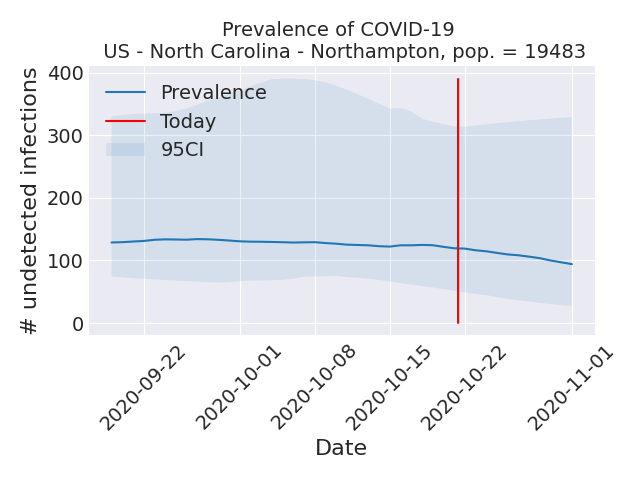 Prevalence of COVID-19
US - North Carolina - Northampton, pop. = 19483
# undetected infections
400
300
200
100
0
Prevalence
Today
95CI
2020-09-22
2020-10-01
2020-10-08
2020-10-15
2020-10-22
2020-11-01
Date